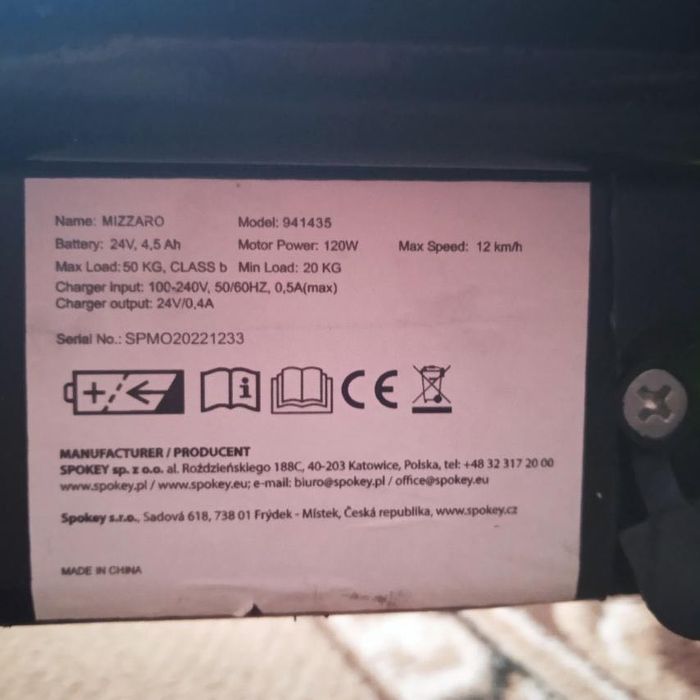 Name: MIZZARO Model: 941435
Battery: 24V, 4,5 Ah Motor Power: 120W Max Speed: 12 km/h
Max Load: 50 KG, CLASS b Min Load: 20 KG
Charger input: 100-240V, 50/60HZ, 0,5A(max)
Charger output: 24V/0,4A
Serial No.: SPMO20221233
CE
MANUFACTURER / PRODUCENT
SPOKEY sp. z o.o. al. Roździeńskiego 188C, 40-203 Katowice, Polska, tel: +48 32 317 20 00
www.spokey.pl / www.spokey.eu; e-mail: biuro@spokey.pl / office@spokey.eu
Spokey s.r.o., Sadová 618, 738 01 Frýdek - Místek, Česká republika, www.spokey.cz
MADE IN CHINA